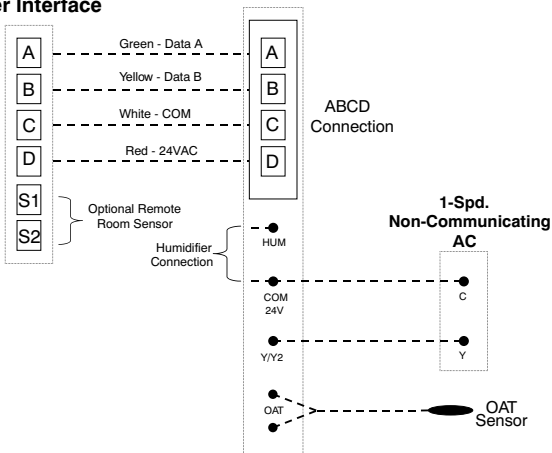 er Interface
A
Green - Data A
A
B
Yellow - Data B
B
C
White - COM
C
D
Red - 24VAC
D
ABCD
Connection
S1
S2
Optional Remote
Room Sensor
Humidifier
Connection
HUM
COM
24V
Y/Y2
OAT
1-Spd.
Non-Communicating
AC
C
Y
OAT
Sensor